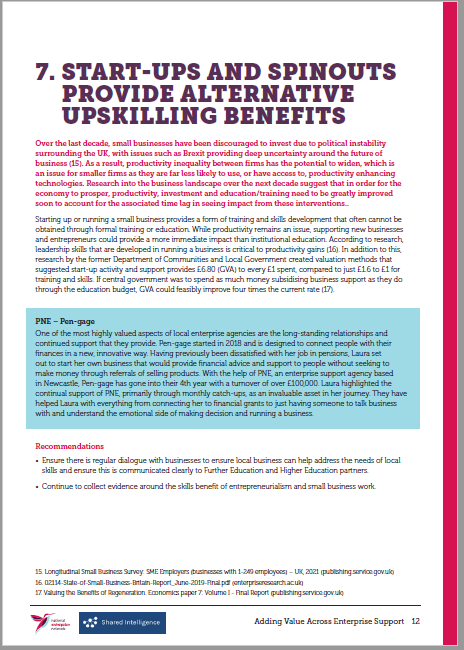 7. START-UPS AND SPINOUTS
PROVIDE ALTERNATIVE
UPSKILLING BENEFITS
Over the last decade, small businesses have been discouraged to invest due to political instability
surrounding the UK, with issues such as Brexit providing deep uncertainty around the future of
business (15). As a result, productivity inequality between firms has the potential to widen, which is
an issue for smaller firms as they are far less likely to use, or have access to, productivity enhancing
technologies. Research into the business landscape over the next decade suggest that in order for the
economy to prosper, productivity, investment and education/training need to be greatly improved
soon to account for the associated time lag in seeing impact from these interventions..
Starting up or running a small business provides a form of training and skills development that often cannot be
obtained through formal training or education. While productivity remains an issue, supporting new businesses
and entrepreneurs could provide a more immediate impact than institutional education. According to research,
leadership skills that are developed in running a business is critical to productivity gains (16). In addition to this,
research by the former Department of Communities and Local Government created valuation methods that
suggested start-up activity and support provides £6.80 (GVA) to every £1 spent, compared to just £1.6 to £1 for
training and skills. If central government was to spend as much money subsidising business support as they do
through the education budget, GVA could feasibly improve four times the current rate (17).
PNE – Pen-gage
One of the most highly valued aspects of local enterprise agencies are the long-standing relationships and
continued support that they provide. Pen-gage started in 2018 and is designed to connect people with their
finances in a new, innovative way. Having previously been dissatisfied with her job in pensions, Laura set
out to start her own business that would provide financial advice and support to people without seeking to
make money through referrals of selling products. With the help of PNE, an enterprise support agency based
in Newcastle, Pen-gage has gone into their 4th year with a turnover of over £100,000. Laura highlighted the
continual support of PNE, primarily through monthly catch-ups, as an invaluable asset in her journey. They have
helped Laura with everything from connecting her to financial grants to just having someone to talk business
with and understand the emotional side of making decision and running a business.
Recommendations
• Ensure there is regular dialogue with businesses to ensure local business can help address the needs of local
skills and ensure this is communicated clearly to Further Education and Higher Education partners.
• Continue to collect evidence around the skills benefit of entrepreneurialism and small business work.
15. Longitudinal Small Business Survey: SME Employers (businesses with 1-249 employees) – UK, 2021 (publishing.service.gov.uk)
16. 02114-State-of-Small-Business-Britain-Report_June-2019-Final.pdf (enterpriseresearch.ac.uk)
17. Valuing the Benefits of Regeneration. Economics paper 7: Volume I - Final Report (publishing.service.gov.uk)
national
enterprise
network
Shared Intelligence
Adding Value Across Enterprise Support 12